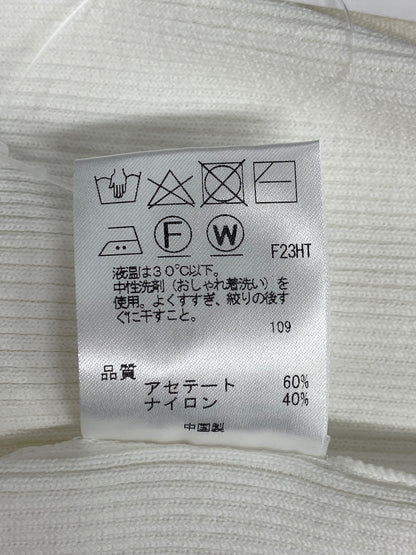 F W F23HT
液温は30℃以下。
中性洗剤（おしゃれ着洗い）を
使用。よくすすぎ、絞りの後す
ぐに干すこと。
109
品質
アセテート 60%
ナイロン 40%
中国製